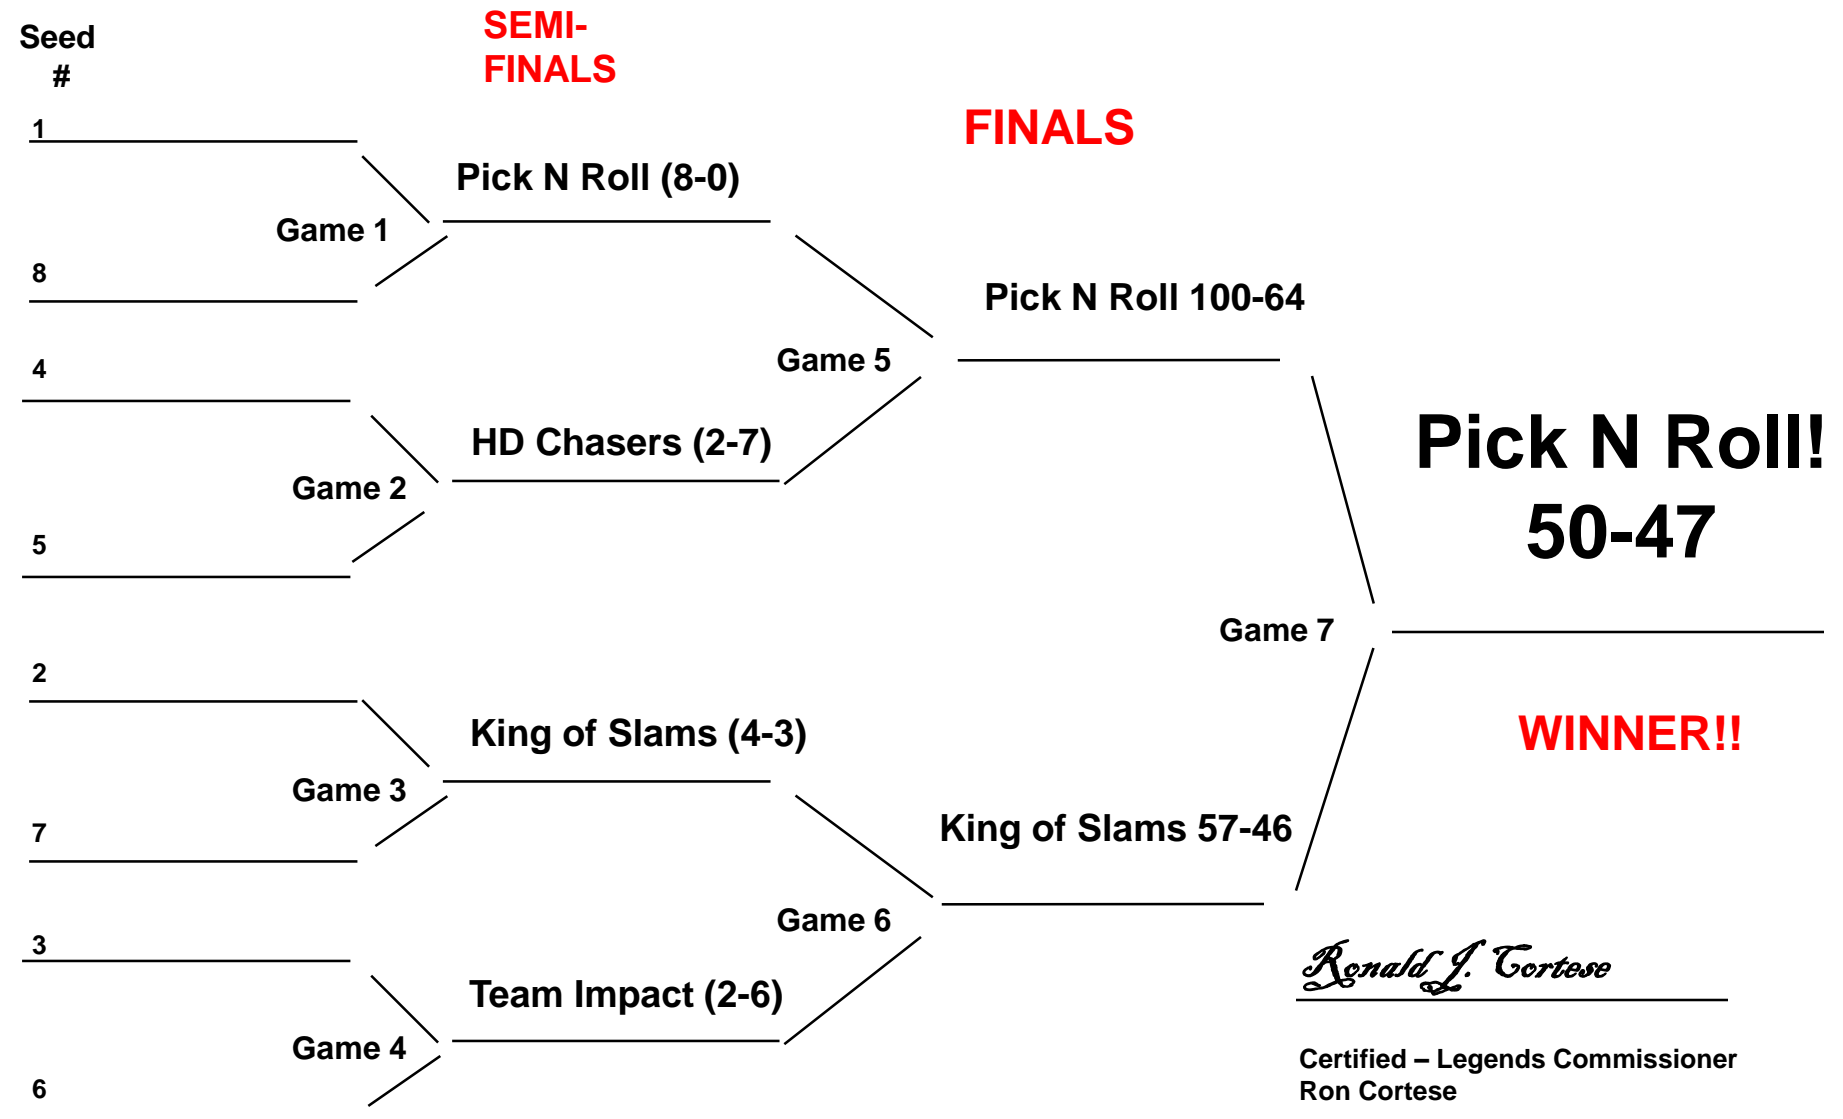 Seed
#
SEMI-
FINALS
FINALS
1
Pick N Roll (8-0)
Game 1
8
Pick N Roll 100-64
4
Game 5
HD Chasers (2-7)
Game 2
5
Pick N Roll!
50-47
Game 7
2
King of Slams (4-3)
WINNER!!
Game 3
7
King of Slams 57-46
3
Game 6
Team Impact (2-6)
Game 4
6
Ronald J. Cortese
Certified – Legends Commissioner
Ron Cortese